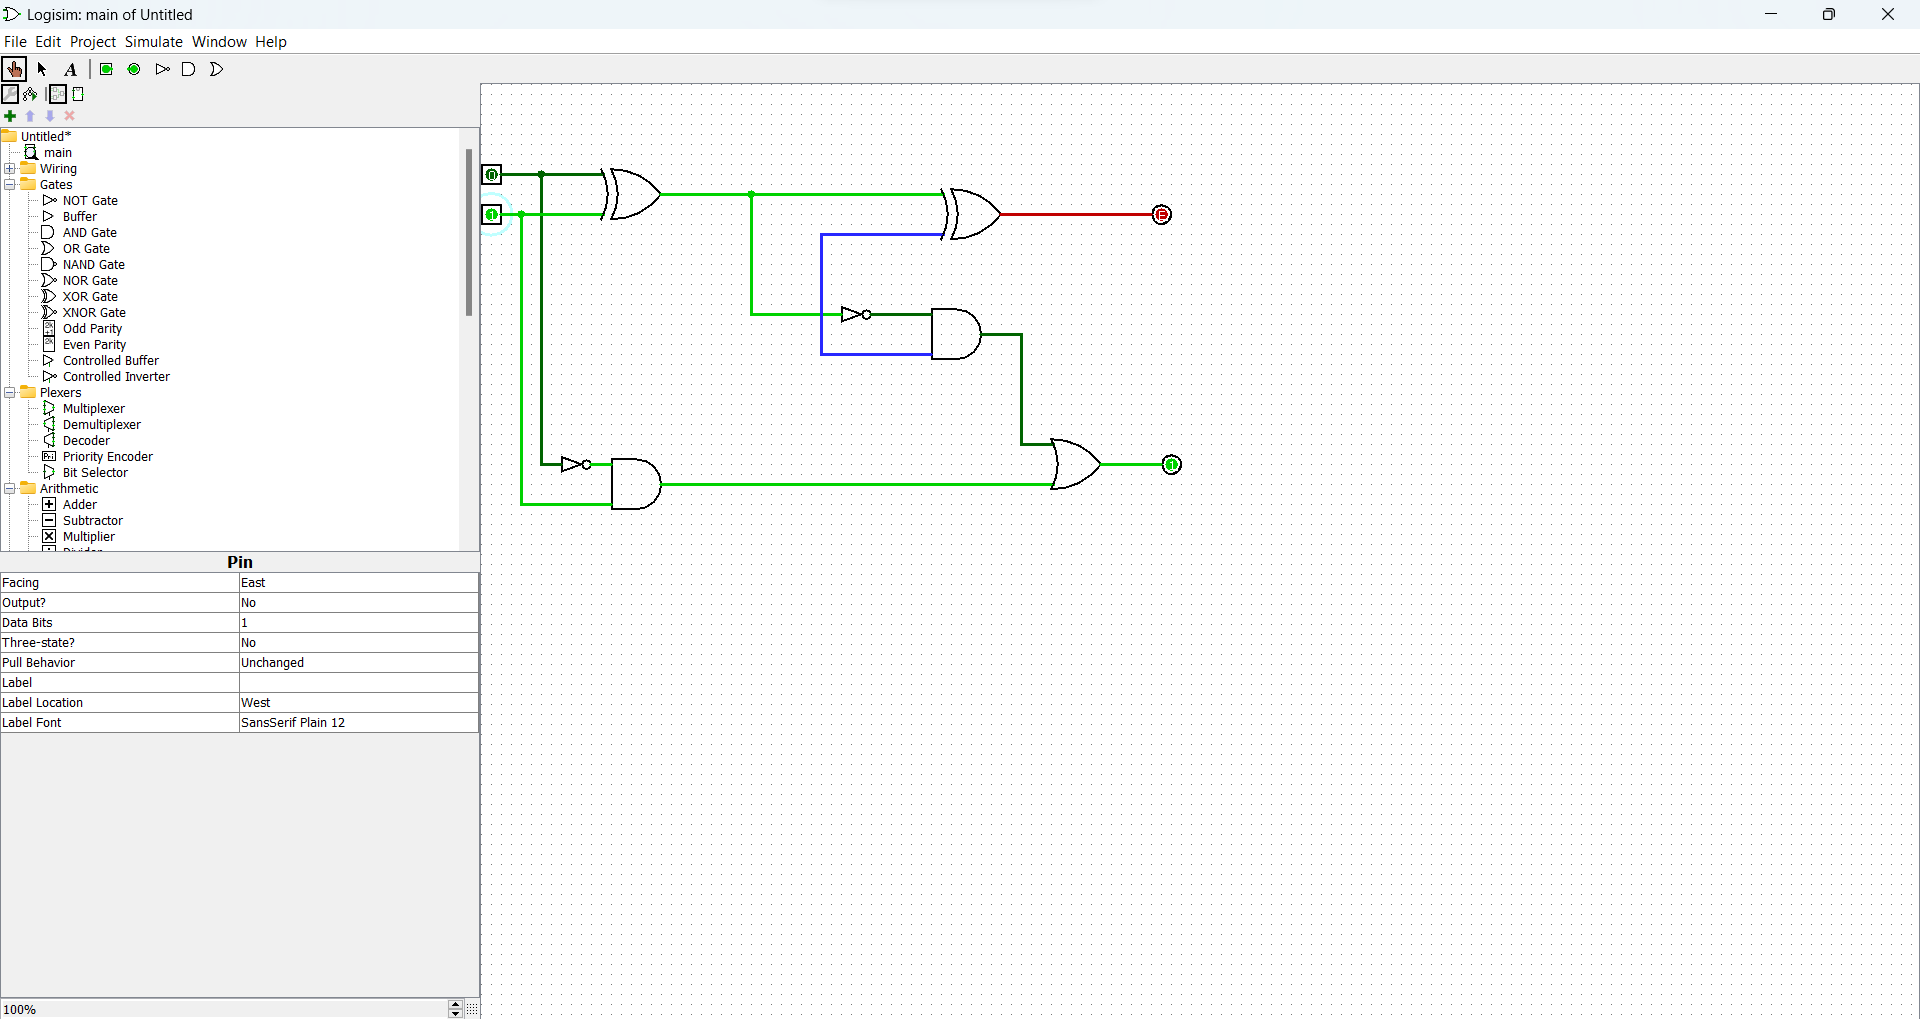 Logisim: main of Untitled
File Edit Project Simulate Window Help
A
Untitled*
main
Wiring
Gates
NOT Gate
Buffer
AND Gate
OR Gate
NAND Gate
NOR Gate
XOR Gate
XNOR Gate
Odd Parity
Even Parity
Controlled Buffer
Controlled Inverter
Plexers
Multiplexer
Demultiplexer
Decoder
Pri Priority Encoder
Bit Selector
Arithmetic
Adder
Subtractor
Multiplier
Pin
Facing East
Output? No
Data Bits 1
Three-state? No
Pull Behavior Unchanged
Label
Label Location West
Label Font SansSerif Plain 12
100%
0
1
E
1